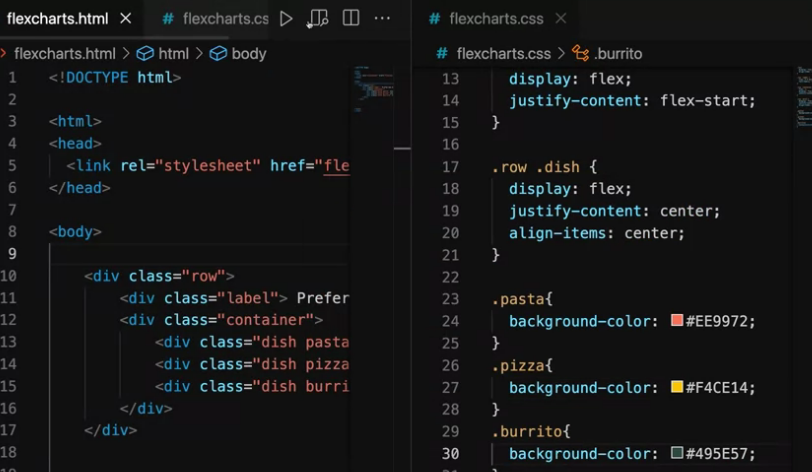 flexcharts.html
flexcharts.cs
flexcharts.html > html > body
1 <!DOCTYPE html>
2
3 <html>
4 <head>
5 <link rel="stylesheet" href="fle
6 </head>
7
8 <body>
9
10 <div class="row">
11 <div class="label"> Prefer
12 <div class="container">
13 <div class="dish pasta
14 <div class="dish pizza
15 <div class="dish burri
16 </div>
17 </div>
18
flexcharts.css
# flexcharts.css > .burrito
13 display: flex;
14 justify-content: flex-start;
15 }
16
17 .row .dish {
18 display: flex;
19 justify-content: center;
20 align-items: center;
21 }
22
23 .pasta{
24 background-color: #EE9972;
25 }
26 .pizza{
27 background-color: #F4CE14;
28 }
29 .burrito{
30 background-color: #495E57;